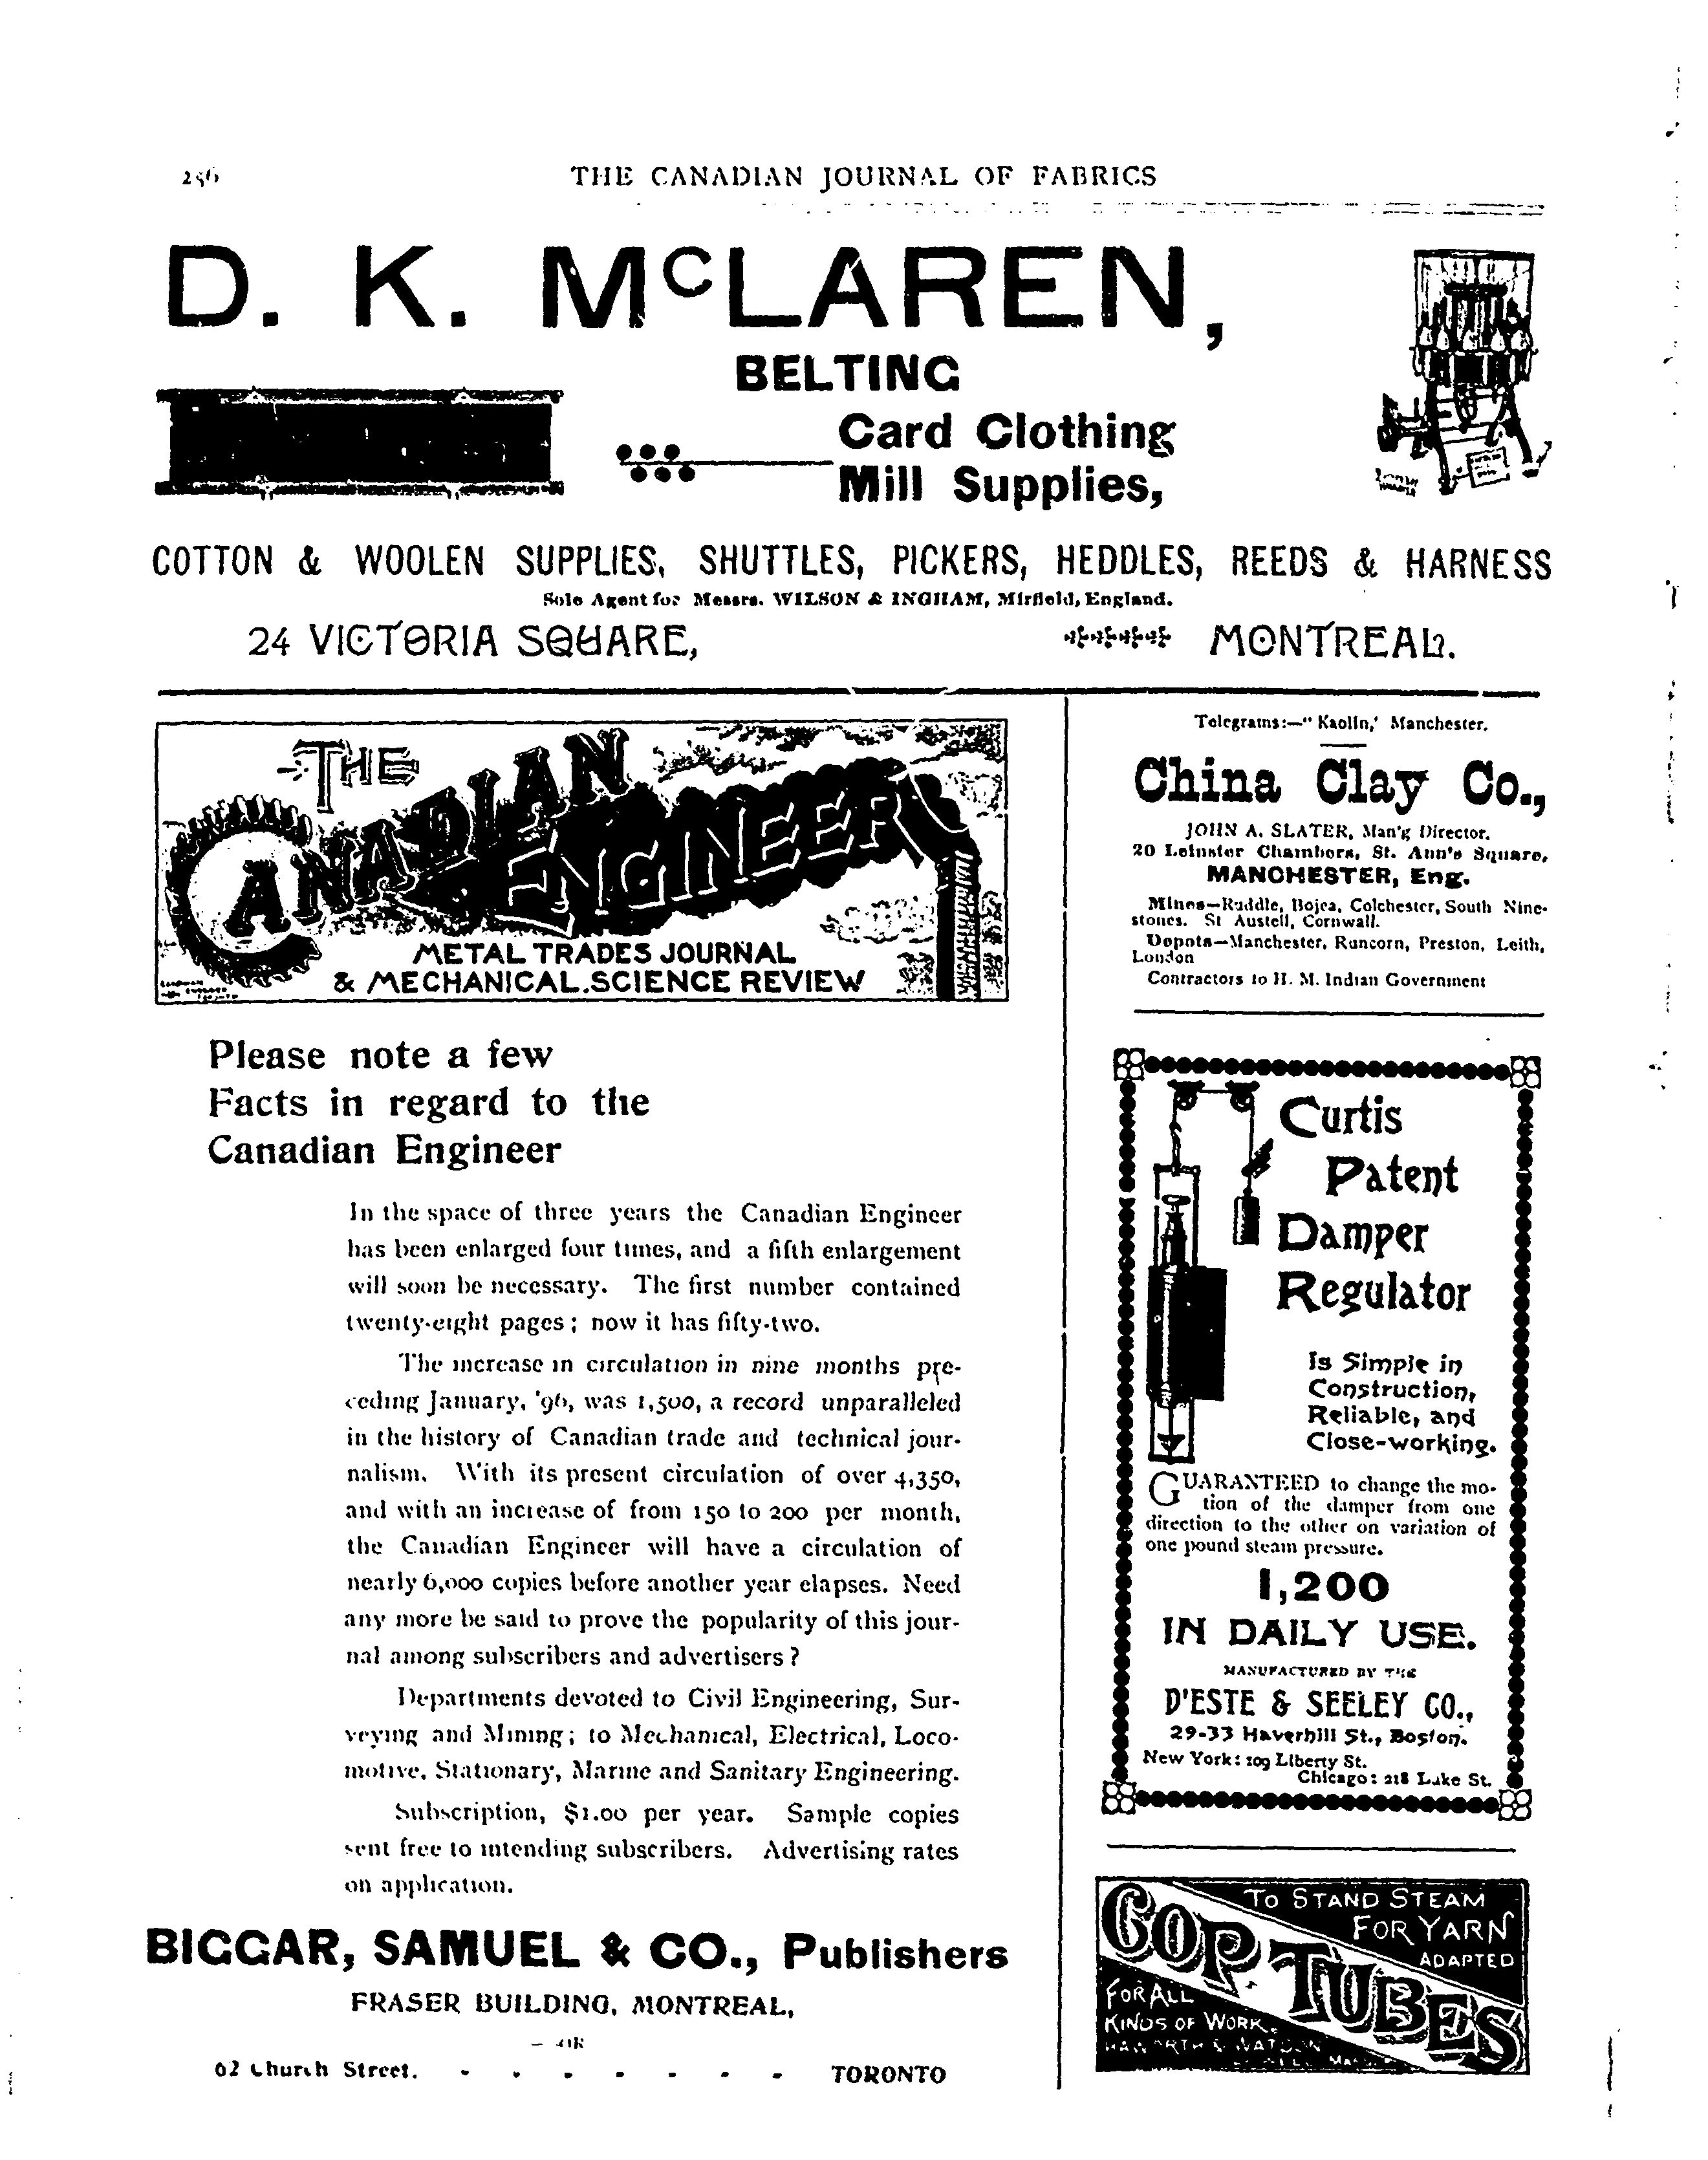 256
THE CANADIAN JOURNAL OF FABRICS
D. K. McLAREN,
BELTING
Card Clothing
Mill Supplies,
COTTON & WOOLEN SUPPLIES, SHUTTLES, PICKERS, HEDDLES, REEDS & HARNESS
Sole Agent for Messrs. WILSON & INGHAM, Mirfield, England.
24 VICTORIA SQUARE, MONTREAL.
THE
CANADIAN
ENGINEER
METAL TRADES JOURNAL
& MECHANICAL. SCIENCE REVIEW
Please note a few
Facts in regard to the
Canadian Engineer
In the space of three years the Canadian Engineer
has been enlarged four times, and a fifth enlargement
will soon be necessary. The first number contained
twenty-eight pages; now it has fifty-two.
The increase in circulation in nine months pre-
ceding January, '96, was 1,500, a record unparalleled
in the history of Canadian trade and technical jour-
nalism. With its present circulation of over 4,350,
and with an increase of from 150 to 200 per month,
the Canadian Engineer will have a circulation of
nearly 6,000 copies before another year elapses. Need
any more be said to prove the popularity of this jour-
nal among subscribers and advertisers?
Departments devoted to Civil Engineering, Sur-
veying and Mining; to Mechanical, Electrical, Loco-
motive, Stationary, Marine and Sanitary Engineering.
Subscription, $1.00 per year. Sample copies
sent free to intending subscribers. Advertising rates
on application.
BIGGAR, SAMUEL & CO., Publishers
FRASER BUILDING, MONTREAL,
— OR
62 Church Street. - - - - - - - TORONTO
Telegrams:—"Kaolin,' Manchester.
China Clay Co.,
JOHN A. SLATER, Man'g Director.
20 Leinster Chambers, St. Ann's Square,
MANCHESTER, Eng.
Mines—Ruddle, Bojea, Colchester, South Nine-
stones. St Austell, Cornwall.
Depots—Manchester, Runcorn, Preston, Leith,
London
Contractors to H. M. Indian Government
Curtis
Patent
Damper
Regulator
Is Simple in
Construction,
Reliable, and
Close-working.
GUARANTEED to change the mo-
tion of the damper from one
direction to the other on variation of
one pound steam pressure.
1,200
IN DAILY USE.
MANUFACTURED BY THE
D'ESTE & SEELEY CO.,
29-33 Haverhill St., Boston.
New York: 109 Liberty St.
Chicago: 218 Lake St.
TO STAND STEAM
FOR YARN
ADAPTED
COP TUBES
FOR ALL
KINDS OF WORK.